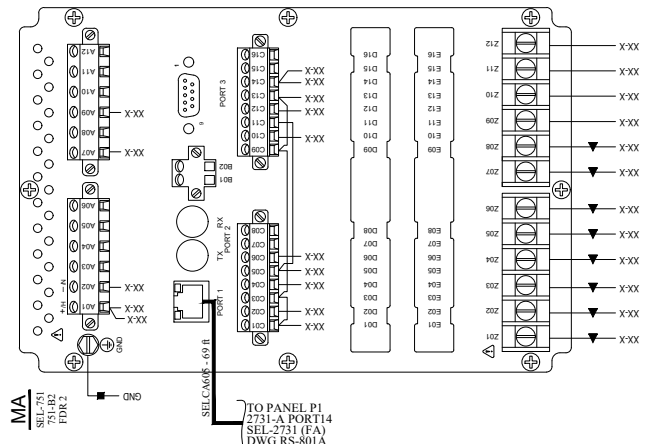 A12
A11
A10
A09 X-XX
A08
A07 X-XX
A06
A05
A04
A03
A02 - N X-XX
A01 +/H X-XX
X-XX
GND
GND
1
9
PORT 3
B02
B01
RX
TX
PORT 2
PORT 1
C16
C15 X-XX
C14
C13 X-XX
C12 X-XX
C11
C10 X-XX
C09
C08
C07
C06 X-XX
C05 X-XX
C04 X-XX
C03
C02 X-XX
C01 X-XX
D16
D15
D14
D13
D12
D11
D10
D09
D08
D07
D06
D05
D04
D03
D02
D01
E16
E15
E14
E13
E12
E11
E10
E09
E08
E07
E06
E05
E04
E03
E02
E01
Z12 X-XX
Z11 X-XX
Z10 X-XX
Z09 X-XX
Z08 X-XX
Z07 X-XX
Z06 X-XX
Z05 X-XX
Z04 X-XX
Z03 X-XX
Z02 X-XX
Z01 X-XX
MA
SEL-751
751-B2
FDR 2
SELCA605 - 69 ft
TO PANEL P1
2731-A PORT14
SEL-2731 (FA)
DWG RS-801A